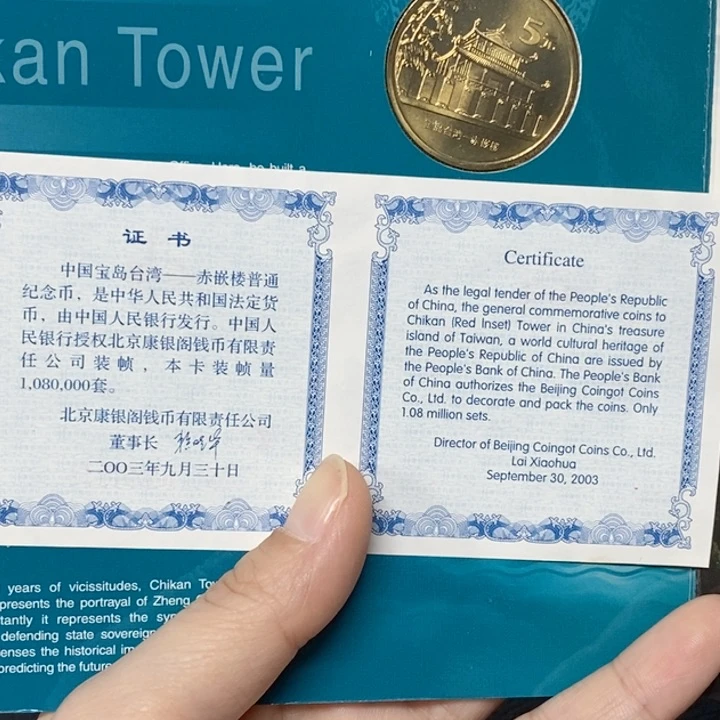 kan Tower
5元
built a
证书
中国宝岛台湾——赤嵌楼普通
纪念币，是中华人民共和国法定货
币，由中国人民银行发行。中国人
民银行授权北京康银阁钱币有限责
任公司装帧，本卡装帧量
1,080,000套。
北京康银阁钱币有限责任公司
董事长
二〇〇三年九月三十日
Certificate
As the legal tender of the People's Republic
of China, the general commemorative coins to
Chikan (Red Inset) Tower in China's treasure
island of Taiwan, a world cultural heritage of
the People's Republic of China are issued by
the People's Bank of China. The People's Bank
of China authorizes the Beijing Coingot Coins
Co., Ltd. to decorate and pack the coins. Only
1.08 million sets.
Director of Beijing Coingot Coins Co., Ltd.
Lai Xiaohua
September 30, 2003
years of vicissitudes, Chikan
presents the portrayal of Zheng
tantly it represents the
defending state
enses the historical
predicting the future